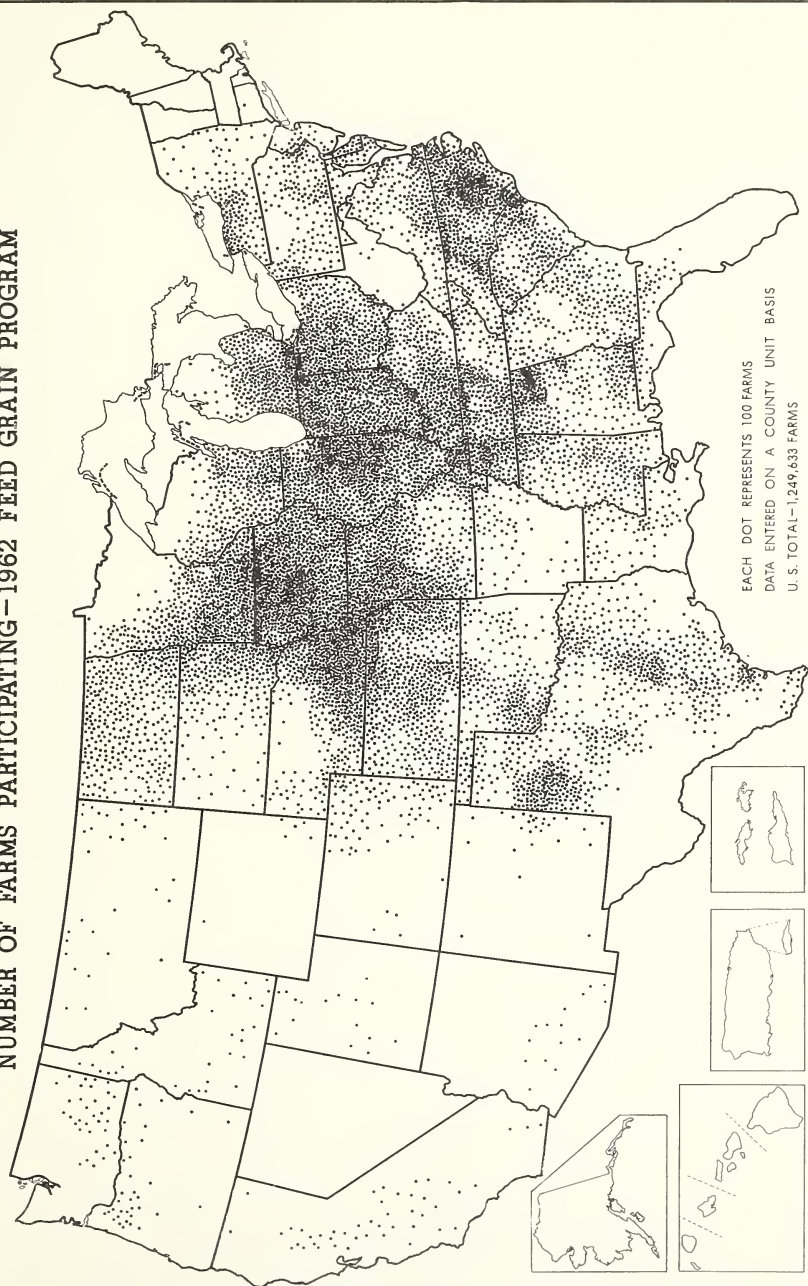 NUMBER OF FARMS PARTICIPATING—1962 FEED GRAIN PROGRAM
EACH DOT REPRESENTS 100 FARMS
DATA ENTERED ON A COUNTY UNIT BASIS
U. S. TOTAL—1,249,633 FARMS